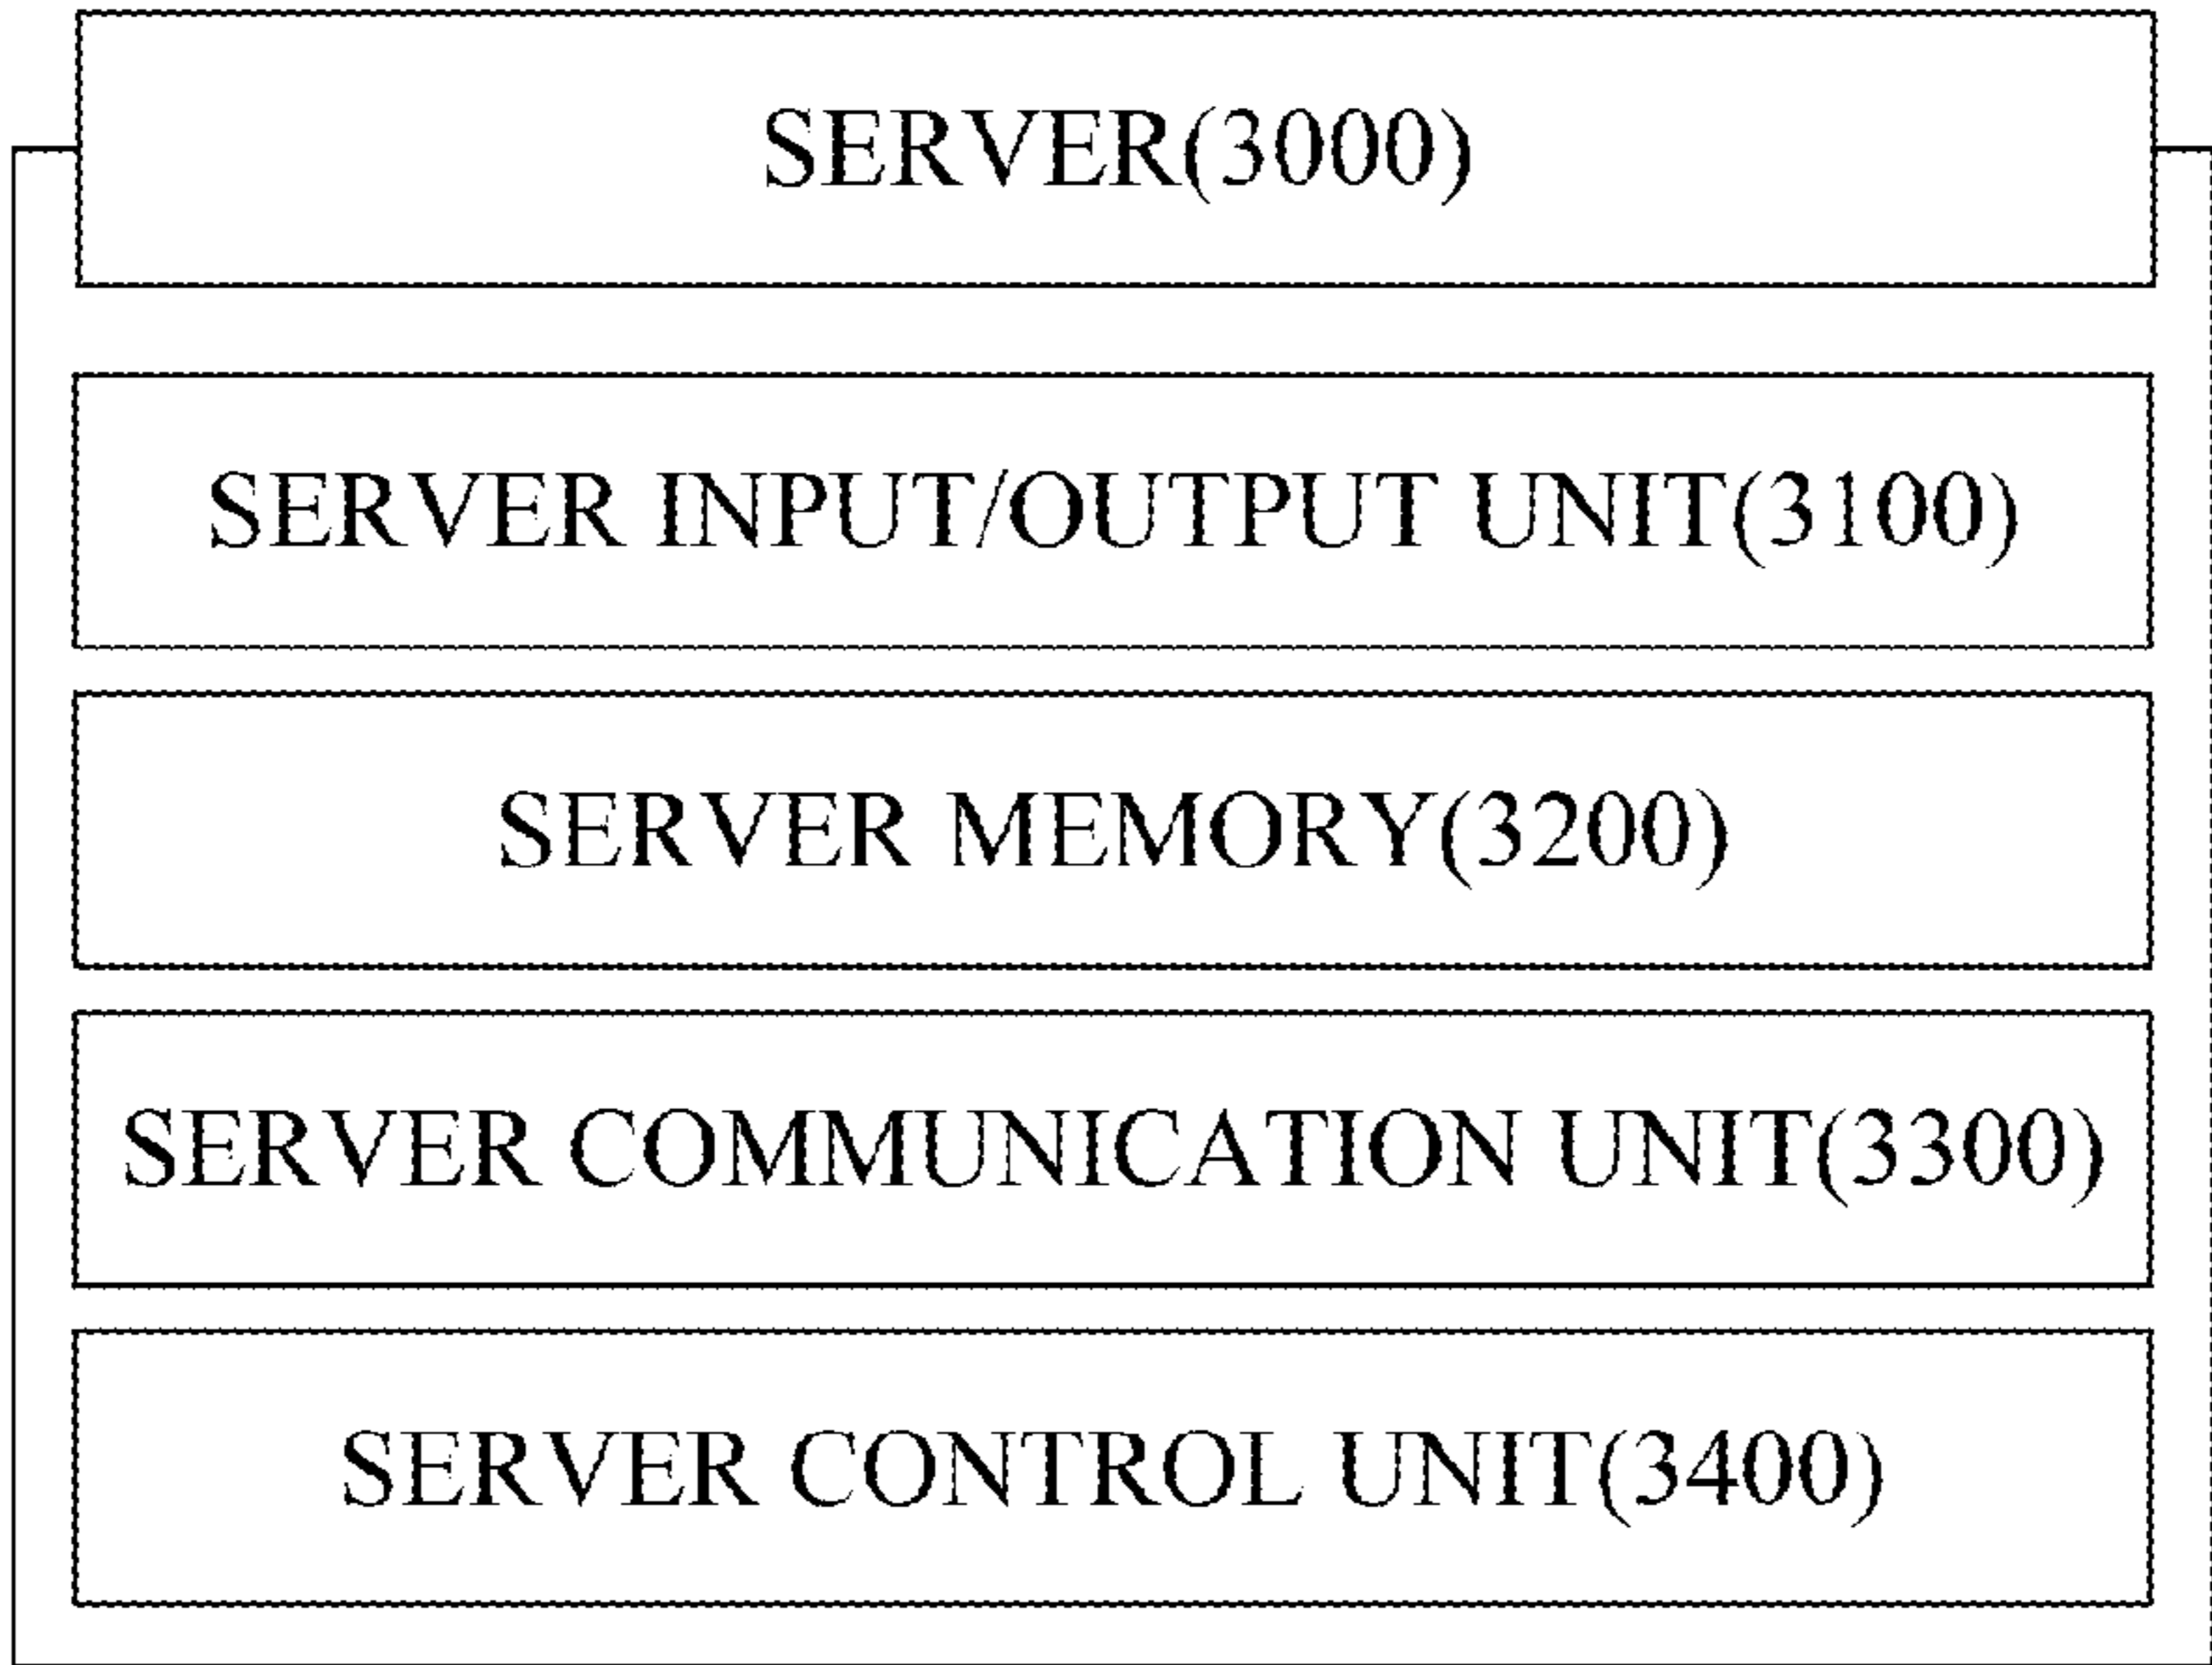 SERVER(3000)
SERVER INPUT/OUTPUT UNIT(3100)
SERVER MEMORY(3200)
SERVER COMMUNICATION UNIT(3300)
SERVER CONTROL UNIT(3400)